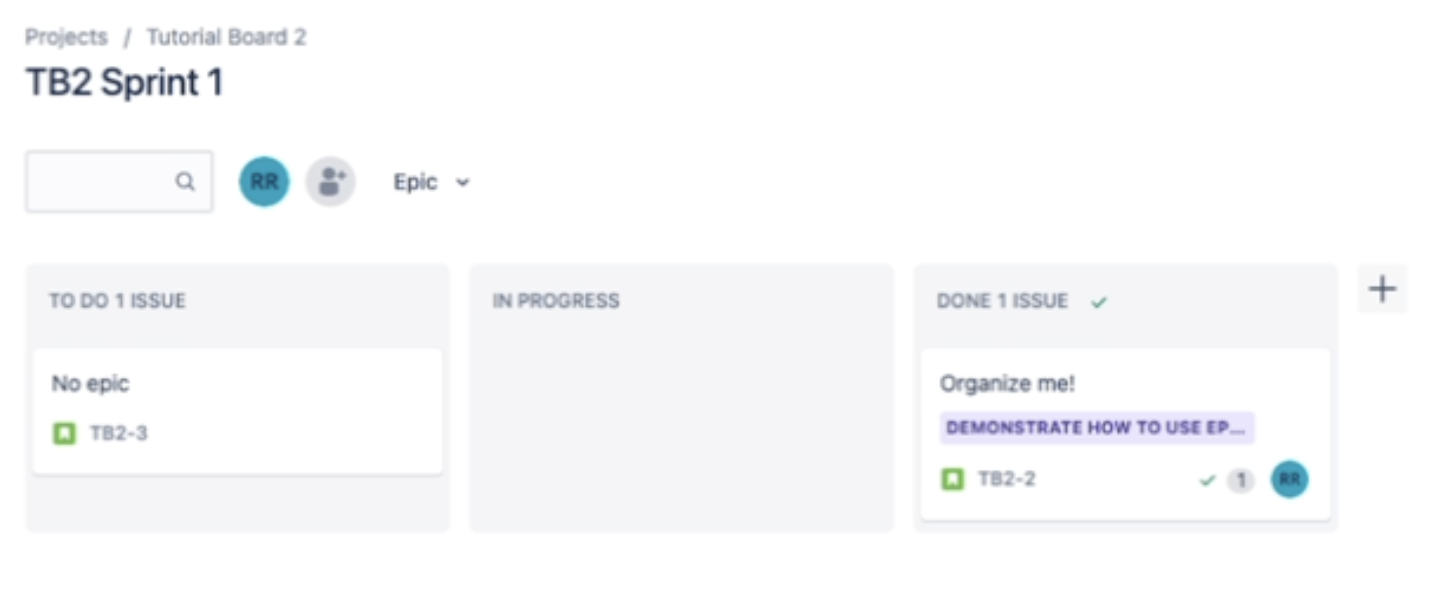 Projects / Tutorial Board 2
TB2 Sprint 1
RR
Epic
TO DO 1 ISSUE
IN PROGRESS
DONE 1 ISSUE
No epic
TB2-3
Organize me!
DEMONSTRATE HOW TO USE EP...
TB2-2
1
RR